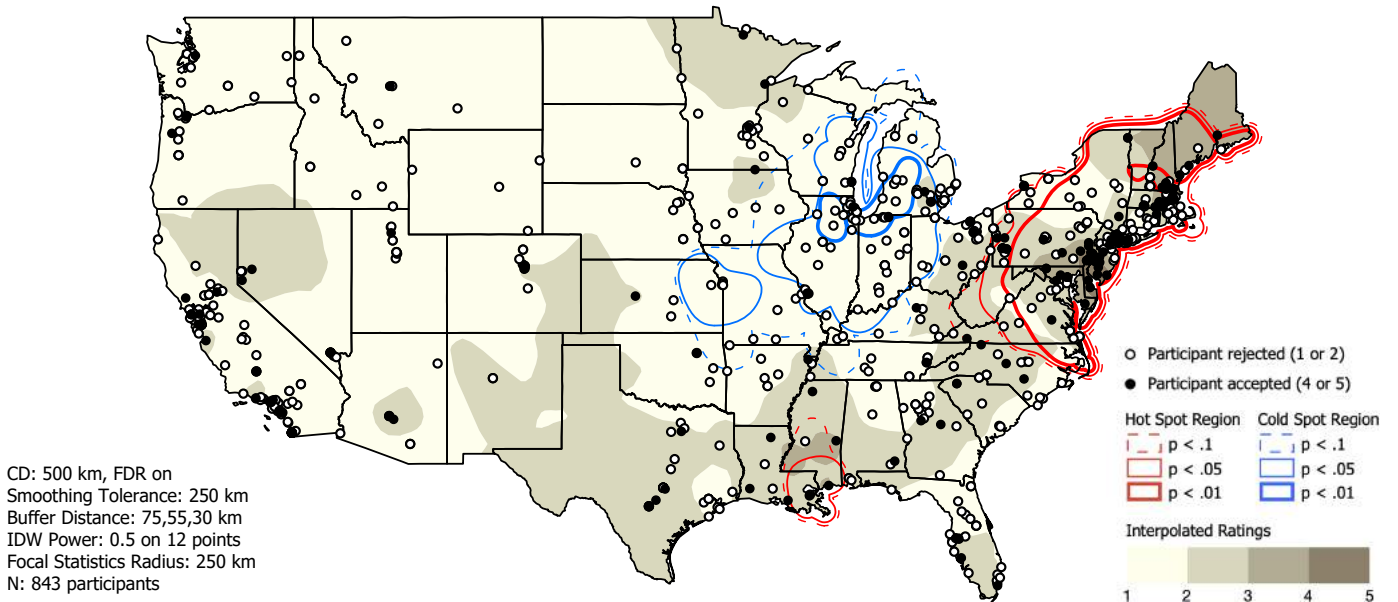 CD: 500 km, FDR on
Smoothing Tolerance: 250 km
Buffer Distance: 75,55,30 km
IDW Power: 0.5 on 12 points
Focal Statistics Radius: 250 km
N: 843 participants
Participant rejected (1 or 2)
Participant accepted (4 or 5)
Hot Spot Region Cold Spot Region
p < .1 p < .1
p < .05 p < .05
p < .01 p < .01
Interpolated Ratings
1 2 3 4 5